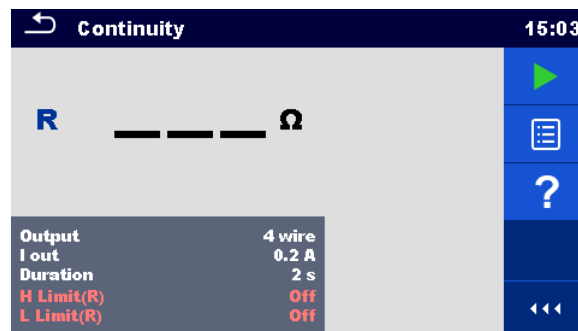 Continuity 15:03
R _ _ _ Ω
?
Output 4 wire
I out 0.2 A
Duration 2 s
H Limit(R) Off
L Limit(R) Off